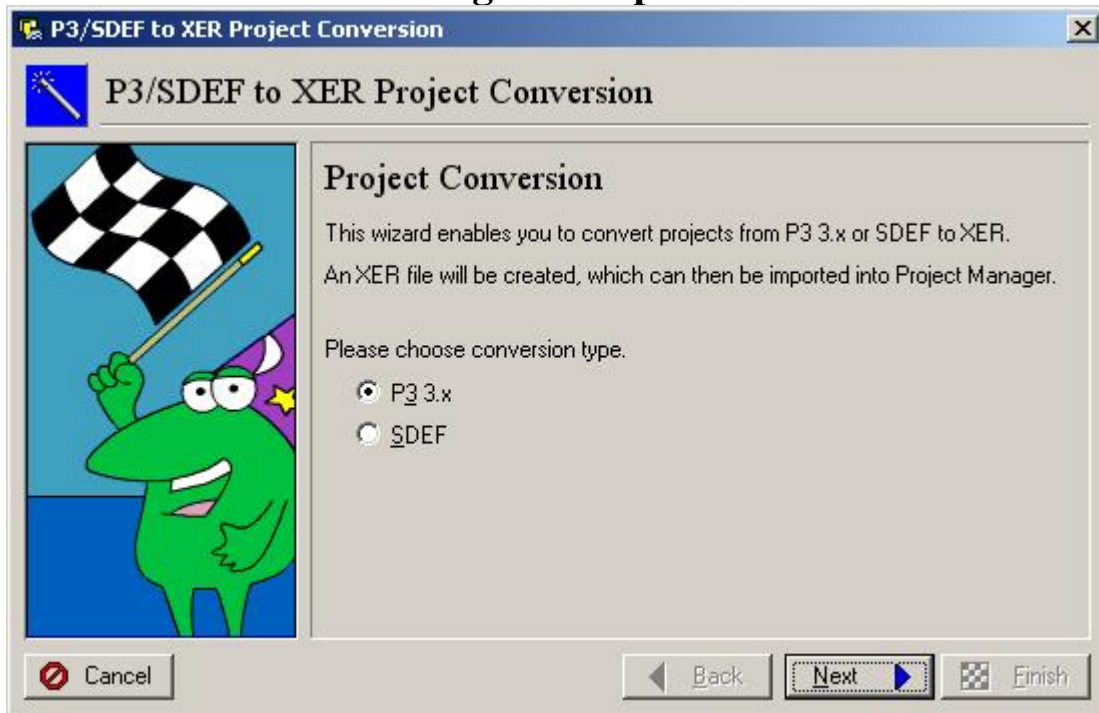 P3/SDEF to XER Project Conversion
P3/SDEF to XER Project Conversion
Project Conversion
This wizard enables you to convert projects from P3 3.x or SDEF to XER.
An XER file will be created, which can then be imported into Project Manager.
Please choose conversion type.
P3 3.x
SDEF
Cancel
Back
Next
Finish